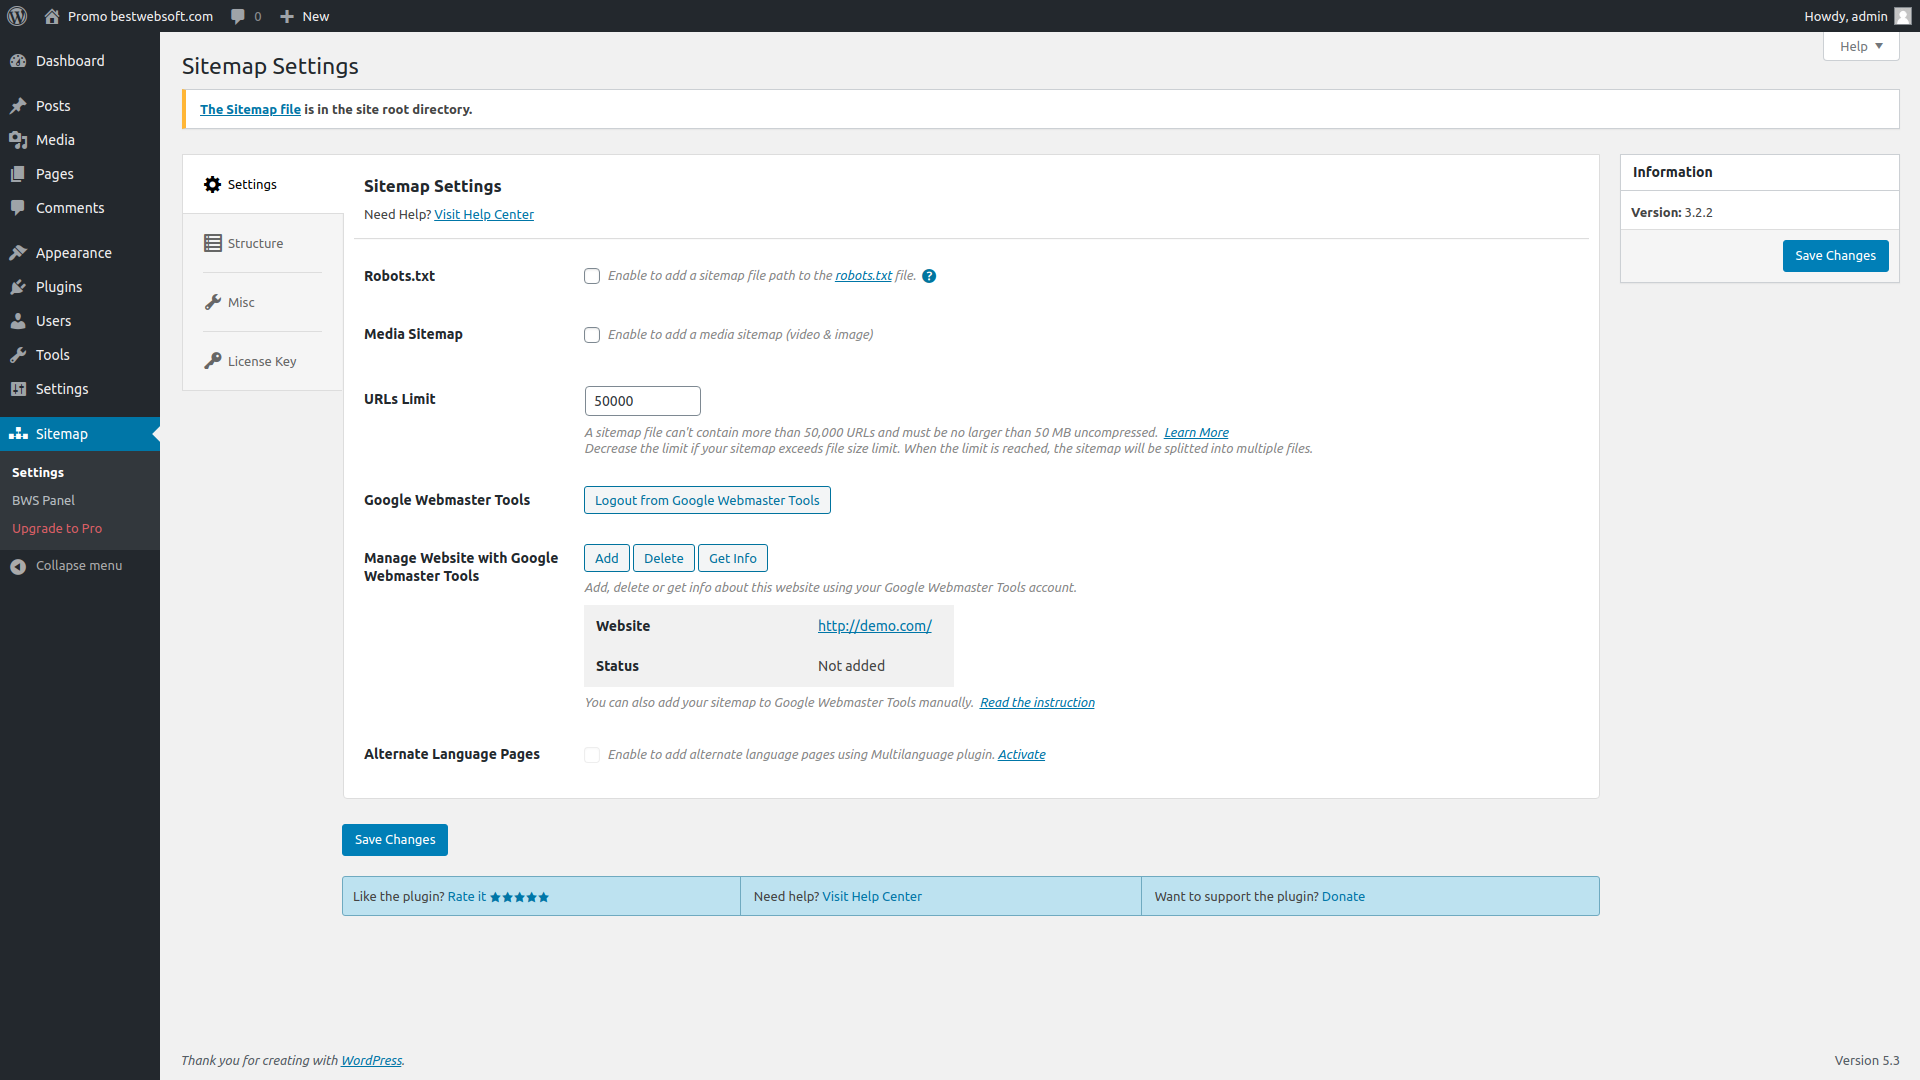 Promo bestwebsoft.com 0 New Howdy, admin
Help
Dashboard
Posts
Media
Pages
Comments
Appearance
Plugins
Users
Tools
Settings
Sitemap
Settings
BWS Panel
Upgrade to Pro
Collapse menu
Sitemap Settings
The Sitemap file is in the site root directory.
Settings
Structure
Misc
License Key
Sitemap Settings
Need Help? Visit Help Center
Robots.txt
Enable to add a sitemap file path to the robots.txt file. ?
Media Sitemap
Enable to add a media sitemap (video & image)
URLs Limit
50000
A sitemap file can't contain more than 50,000 URLs and must be no larger than 50 MB uncompressed. Learn More
Decrease the limit if your sitemap exceeds file size limit. When the limit is reached, the sitemap will be splitted into multiple files.
Google Webmaster Tools
Logout from Google Webmaster Tools
Manage Website with Google
Webmaster Tools
Add Delete Get Info
Add, delete or get info about this website using your Google Webmaster Tools account.
Website http://demo.com/
Status Not added
You can also add your sitemap to Google Webmaster Tools manually. Read the instruction
Alternate Language Pages
Enable to add alternate language pages using Multilanguage plugin. Activate
Save Changes
Like the plugin? Rate it ★★★★★
Need help? Visit Help Center
Want to support the plugin? Donate
Information
Version: 3.2.2
Save Changes
Thank you for creating with WordPress.
Version 5.3